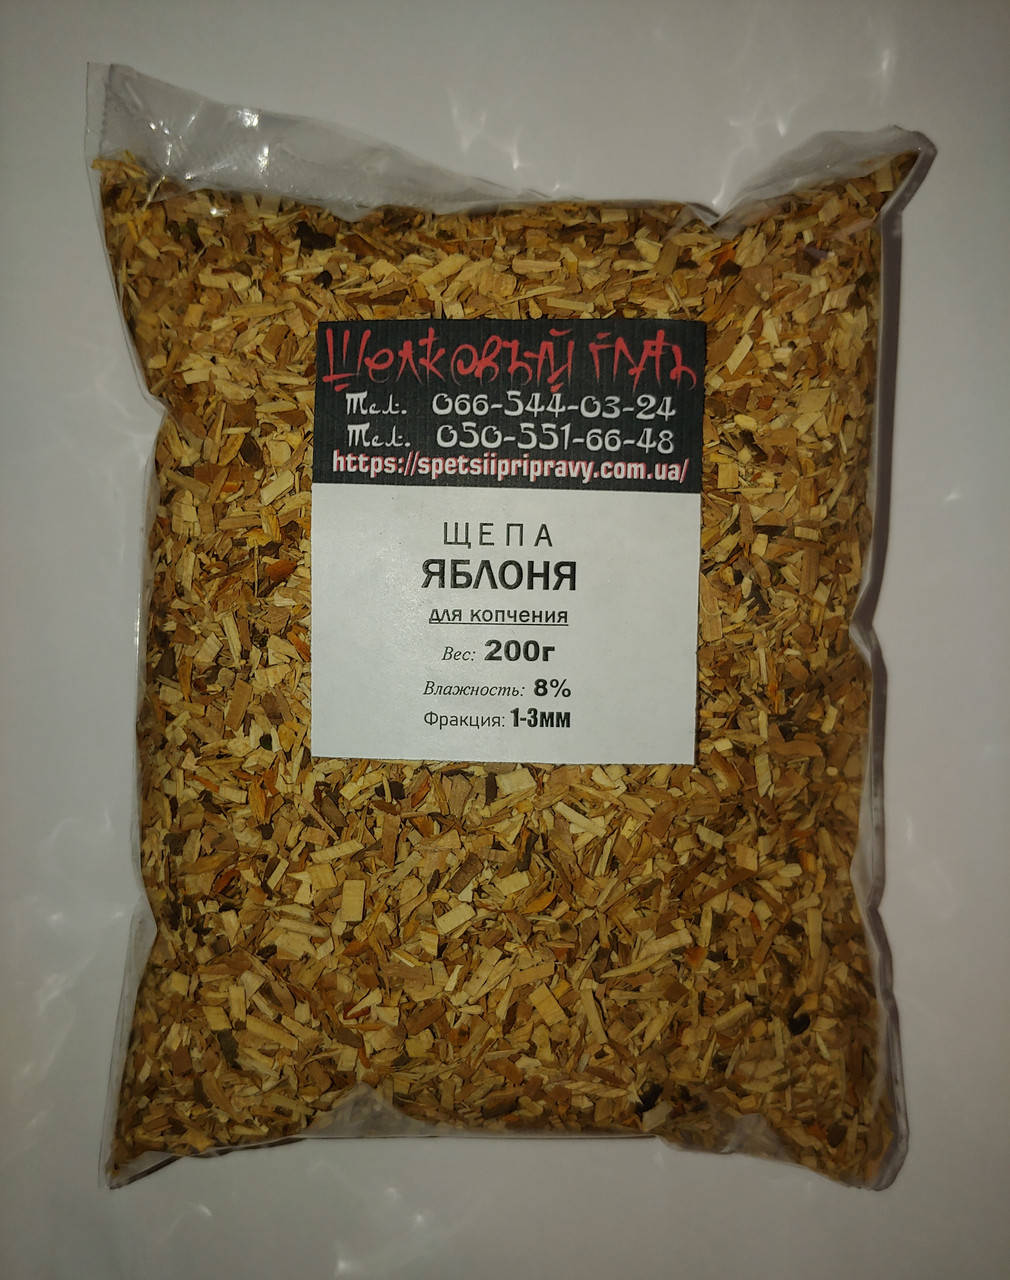 Шелковый путь
Тел. 066-544-03-24
Тел. 050-551-66-48
https://spetsiipripravy.com.ua/
ЩЕПА
ЯБЛОНЯ
для копчения
Вес: 200г
Влажность: 8%
Фракция: 1-3мм